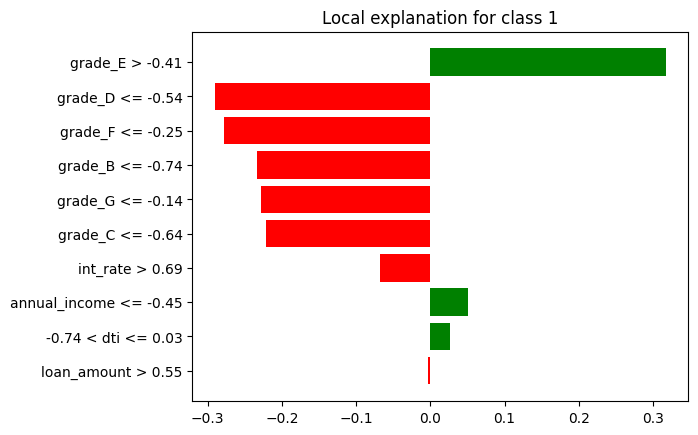 Local explanation for class 1
grade_E > -0.41
grade_D <= -0.54
grade_F <= -0.25
grade_B <= -0.74
grade_G <= -0.14
grade_C <= -0.64
int_rate > 0.69
annual_income <= -0.45
-0.74 < dti <= 0.03
loan_amount > 0.55
−0.3 −0.2 −0.1 0.0 0.1 0.2 0.3